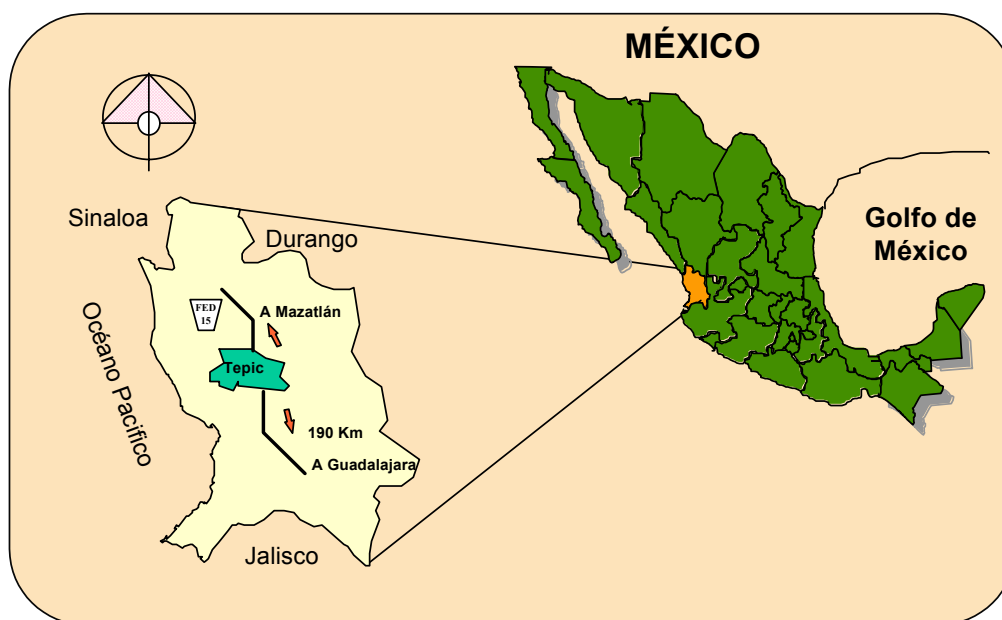 MÉXICO
Sinaloa
Durango
Golfo de
México
FED
15
A Mazatlán
Océano Pacifico
Tepic
190 Km
A Guadalajara
Jalisco